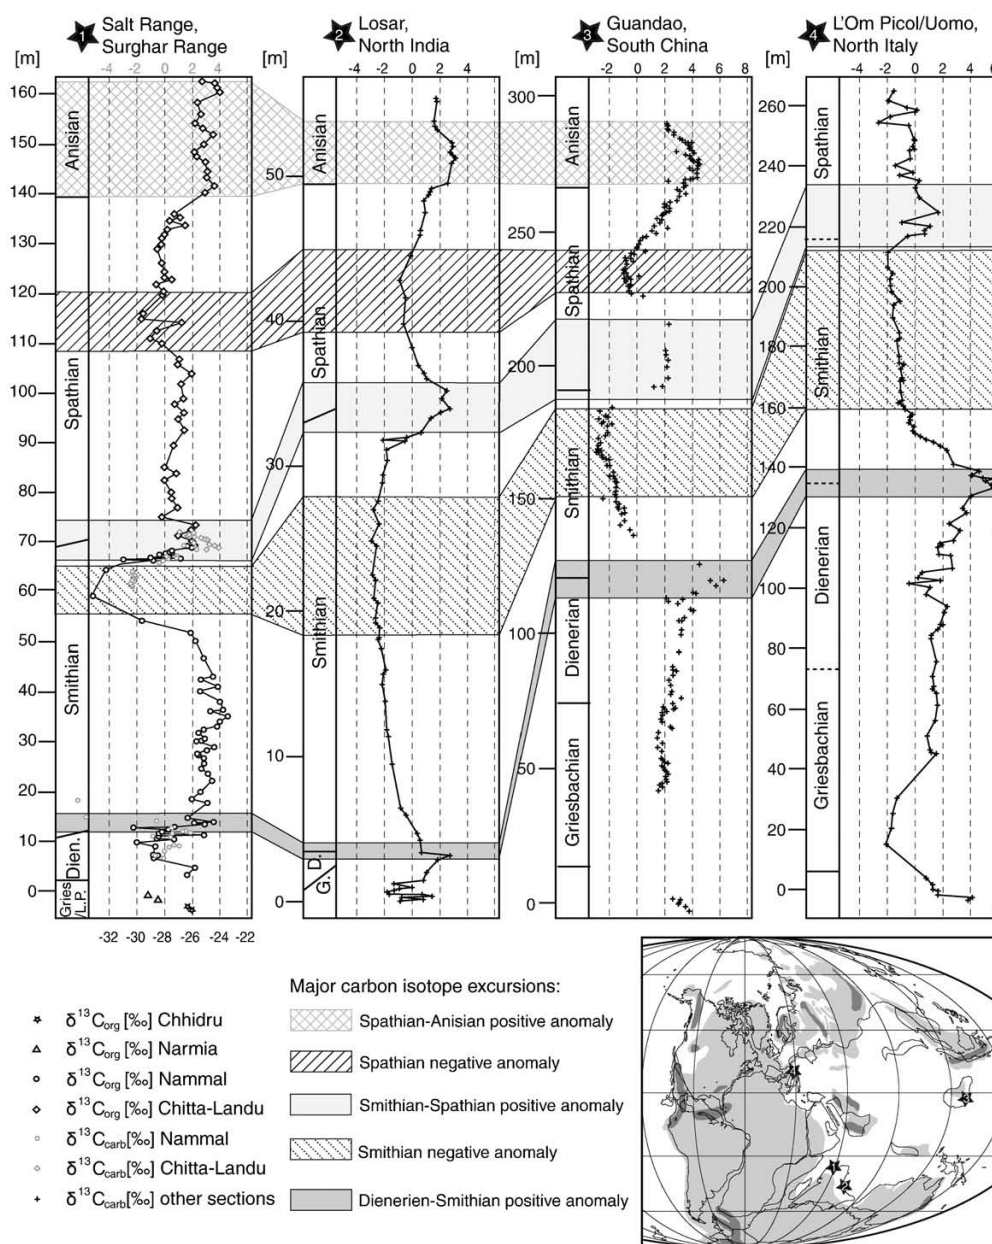 1
Salt Range,
Surghar Range
2
Losar,
North India
3
Guandao,
South China
4
L'Om Picol/Uomo,
North Italy
[m]
-4 -2 0 2 4 6
[m]
-4 -2 0 2 4 6
[m]
-2 0 2 4 6 8
[m]
-4 -2 0 2 4 6
160
150
140
130
120
110
100
90
80
70
60
50
40
30
20
10
0
Anisian
Spathian
Smithian
Dien.
Gries
/L.P.
-32 -30 -28 -26 -24 -22
50
40
30
20
10
0
Anisian
Spathian
Smithian
D.
G.
300
250
200
150
100
50
0
Anisian
Spathian
Smithian
Dienerian
Griesbachian
260
240
220
200
180
160
140
120
100
80
60
40
20
0
Spathian
Smithian
Dienerian
Griesbachian
δ¹³Corg [‰] Chhidru
δ¹³Corg [‰] Narmia
δ¹³Corg [‰] Nammal
δ¹³Corg [‰] Chitta-Landu
δ¹³Ccarb[‰] Nammal
δ¹³Ccarb[‰] Chitta-Landu
δ¹³Ccarb[‰] other sections
Major carbon isotope excursions:
Spathian-Anisian positive anomaly
Spathian negative anomaly
Smithian-Spathian positive anomaly
Smithian negative anomaly
Dienerien-Smithian positive anomaly